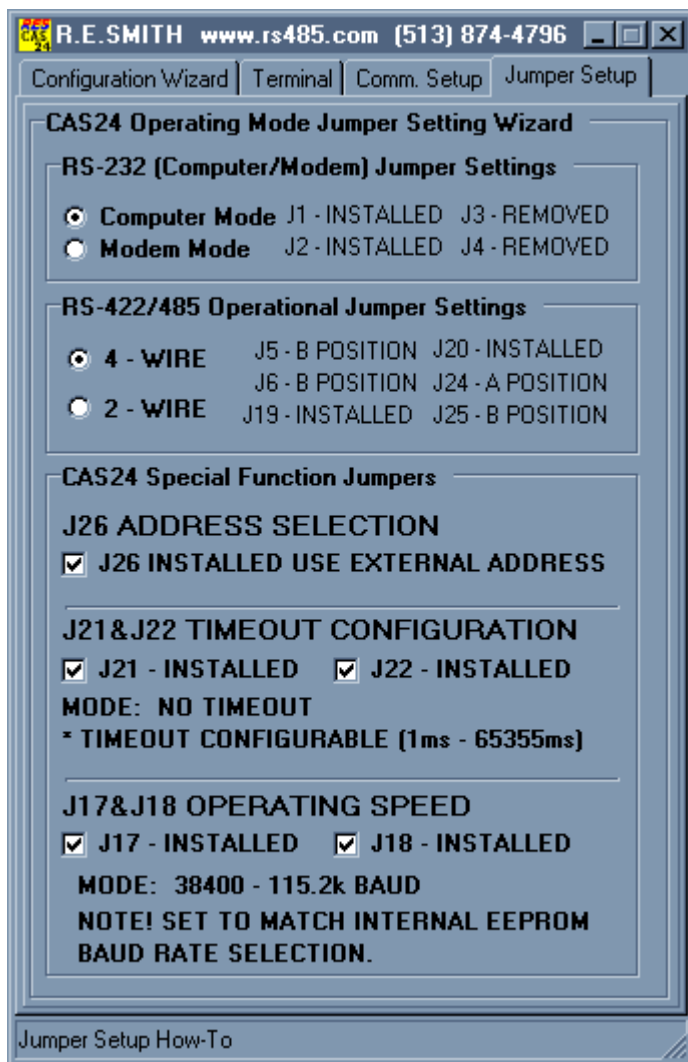 RES CAS 24 R.E.SMITH www.rs485.com (513) 874-4796
Configuration Wizard Terminal Comm. Setup Jumper Setup
CAS24 Operating Mode Jumper Setting Wizard
RS-232 (Computer/Modem) Jumper Settings
Computer Mode J1 - INSTALLED J3 - REMOVED
Modem Mode J2 - INSTALLED J4 - REMOVED
RS-422/485 Operational Jumper Settings
4 - WIRE
2 - WIRE
J5 - B POSITION J20 - INSTALLED
J6 - B POSITION J24 - A POSITION
J19 - INSTALLED J25 - B POSITION
CAS24 Special Function Jumpers
J26 ADDRESS SELECTION
J26 INSTALLED USE EXTERNAL ADDRESS
J21&J22 TIMEOUT CONFIGURATION
J21 - INSTALLED J22 - INSTALLED
MODE: NO TIMEOUT
* TIMEOUT CONFIGURABLE (1ms - 65355ms)
J17&J18 OPERATING SPEED
J17 - INSTALLED J18 - INSTALLED
MODE: 38400 - 115.2k BAUD
NOTE! SET TO MATCH INTERNAL EEPROM
BAUD RATE SELECTION.
Jumper Setup How-To